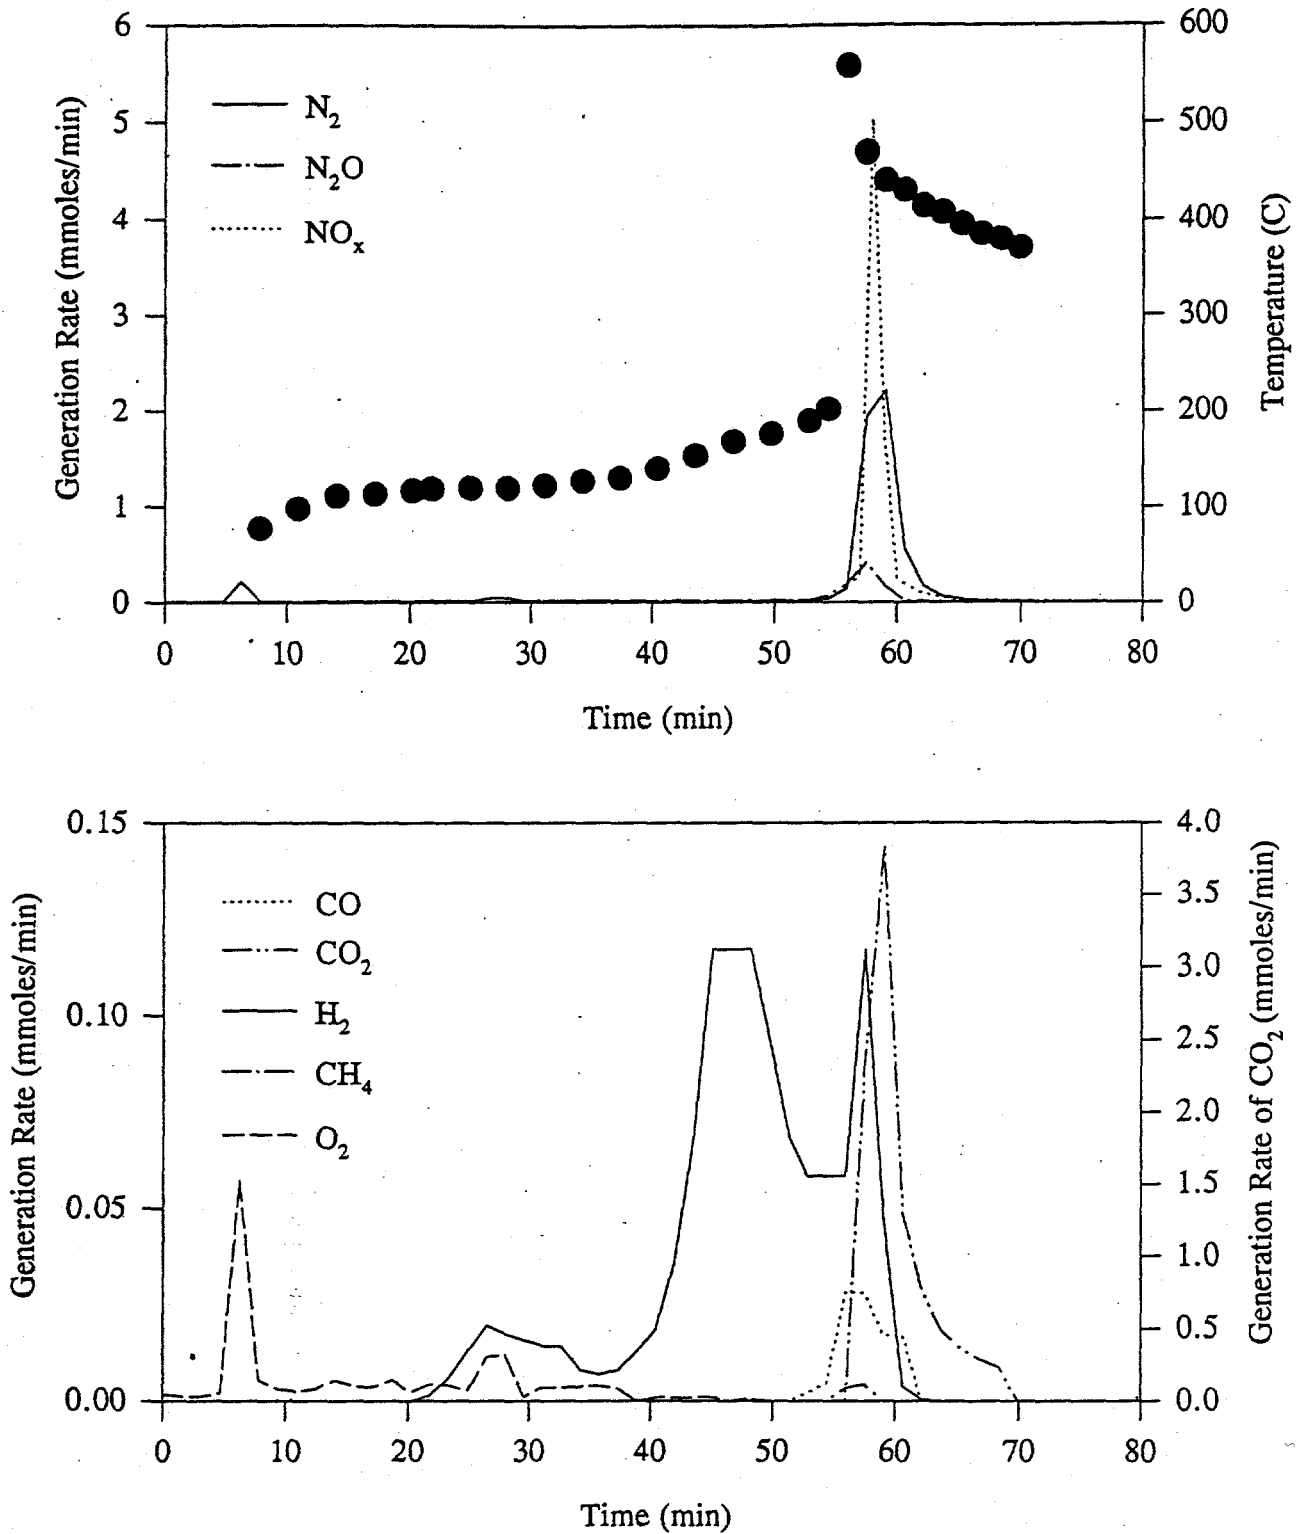 6
5
4
3
2
1
0
Generation Rate (mmoles/min)
N2
N2O
NOx
600
500
400
300
200
100
0
Temperature (C)
0 10 20 30 40 50 60 70 80
Time (min)
0.15
0.10
0.05
0.00
Generation Rate (mmoles/min)
CO
CO2
H2
CH4
O2
4.0
3.5
3.0
2.5
2.0
1.5
1.0
0.5
0.0
Generation Rate of CO2 (mmoles/min)
0 10 20 30 40 50 60 70 80
Time (min)